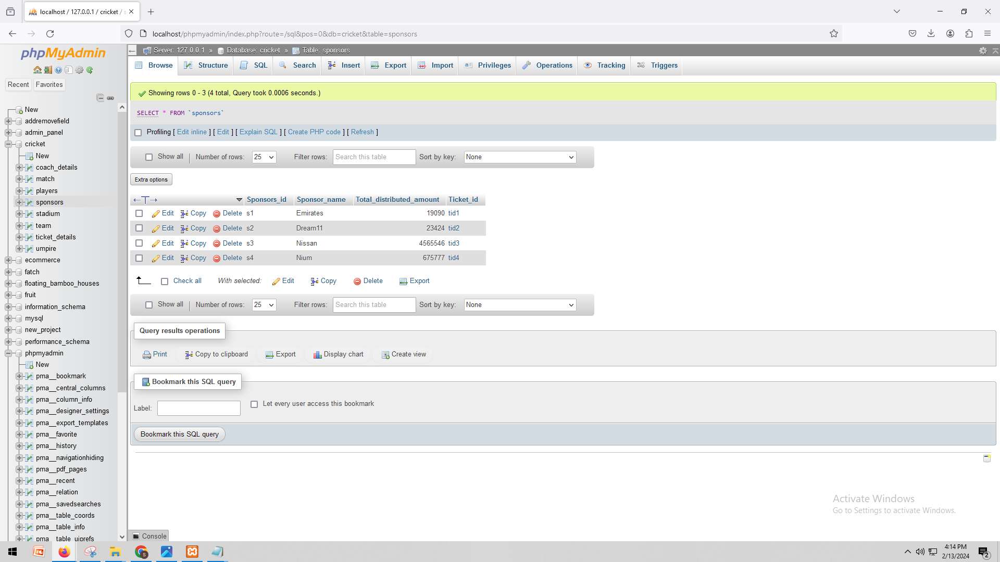 localhost / 127.0.0.1 / cricket / s
localhost/phpmyadmin/index.php?route=/sql&pos=0&db=cricket&table=sponsors
phpMyAdmin
Recent Favorites
New
addremovefield
admin_panel
cricket
New
coach_details
match
players
sponsors
stadium
team
ticket_details
umpire
ecommerce
fatch
floating_bamboo_houses
fruit
information_schema
mysql
new_project
performance_schema
phpmyadmin
New
pma__bookmark
pma__central_columns
pma__column_info
pma__designer_settings
pma__export_templates
pma__favorite
pma__history
pma__navigationhiding
pma__pdf_pages
pma__recent
pma__relation
pma__savedsearches
pma__table_coords
pma__table_info
pma__table_uiprefs
Server: 127.0.0.1 » Database: cricket » Table: sponsors
Browse Structure SQL Search Insert Export Import Privileges Operations Tracking Triggers
Showing rows 0 - 3 (4 total, Query took 0.0006 seconds.)
SELECT * FROM `sponsors`
Profiling [ Edit inline ] [ Edit ] [ Explain SQL ] [ Create PHP code ] [ Refresh ]
Show all | Number of rows: 25 Filter rows: Search this table Sort by key: None
Extra options
←T→ Sponsors_id Sponsor_name Total_distributed_amount Ticket_id
Edit Copy Delete s1 Emirates 19090 tid1
Edit Copy Delete s2 Dream11 23424 tid2
Edit Copy Delete s3 Nissan 4565546 tid3
Edit Copy Delete s4 Nium 675777 tid4
Check all With selected: Edit Copy Delete Export
Show all | Number of rows: 25 Filter rows: Search this table Sort by key: None
Query results operations
Print Copy to clipboard Export Display chart Create view
Bookmark this SQL query
Label: Let every user access this bookmark
Bookmark this SQL query
Activate Windows
Go to Settings to activate Windows.
Console
4:14 PM
2/13/2024
2